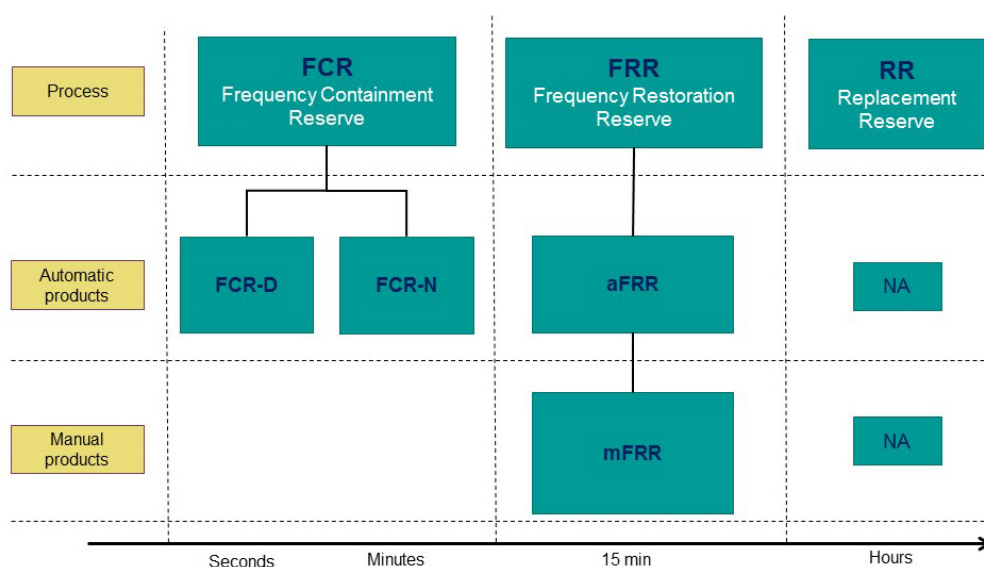 Process
FCR
Frequency Containment
Reserve
FRR
Frequency Restoration
Reserve
RR
Replacement
Reserve
Automatic
products
FCR-D
FCR-N
aFRR
NA
Manual
products
mFRR
NA
Seconds
Minutes
15 min
Hours